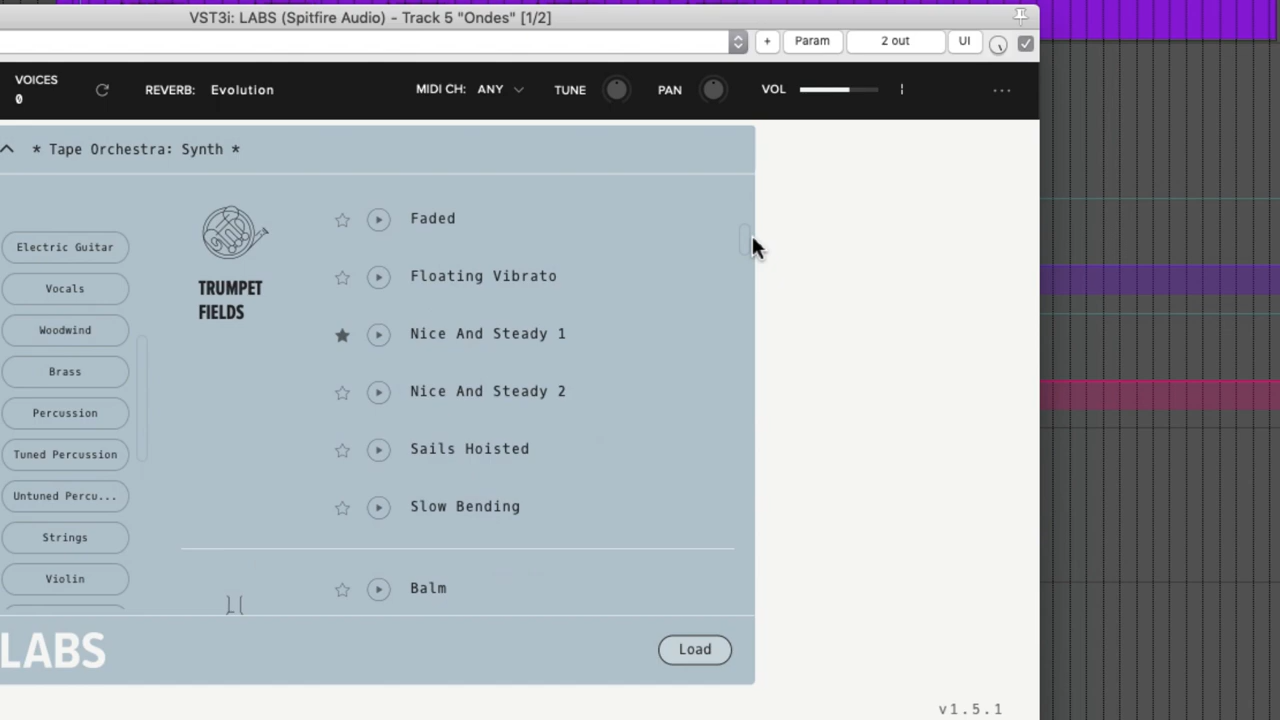 VST3i: LABS (Spitfire Audio) - Track 5 "Ondes" [1/2]
+ Param 2 out UI
VOICES
0
REVERB: Evolution
MIDI CH: ANY
TUNE
PAN
VOL
...
* Tape Orchestra: Synth *
Electric Guitar
Vocals
Woodwind
Brass
Percussion
Tuned Percussion
Untuned Percu...
Strings
Violin
TRUMPET
FIELDS
Faded
Floating Vibrato
Nice And Steady 1
Nice And Steady 2
Sails Hoisted
Slow Bending
Balm
LABS
Load
v1.5.1